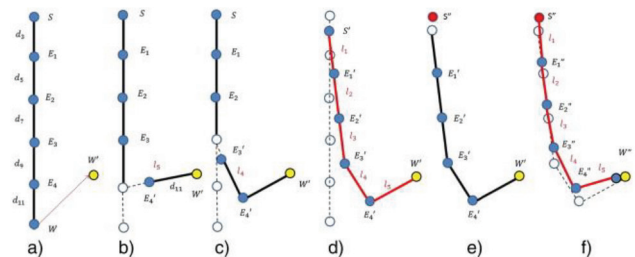 S
d3
E1
d5
E2
d7
E3
d9
E4
d11
W
W'
a)
S
E1
E2
E3
l5
d11
E4'
W'
b)
S
E1
E2
E3'
l4
E4'
W'
c)
S'
l1
E1'
l2
E2'
l3
E3'
l4
l5
E4'
W'
d)
S"
E1'
E2'
E3'
E4'
W'
e)
S"
l1
E1"
l2
E2"
l3
E3"
l4
l5
E4"
W"
f)